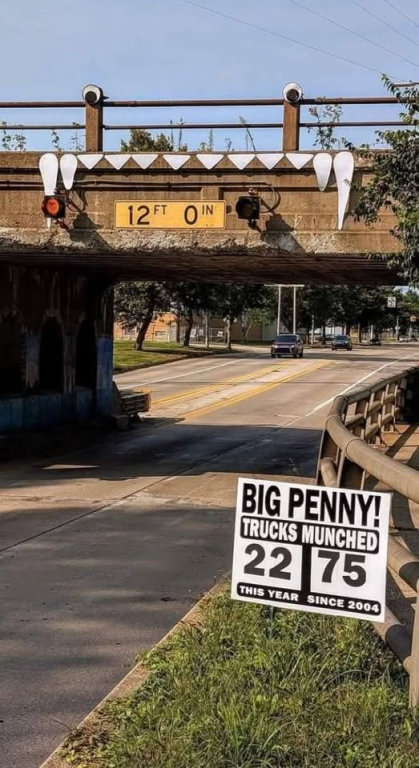 12 FT 0 IN
BIG PENNY!
TRUCKS MUNCHED
22 75
THIS YEAR SINCE 2004